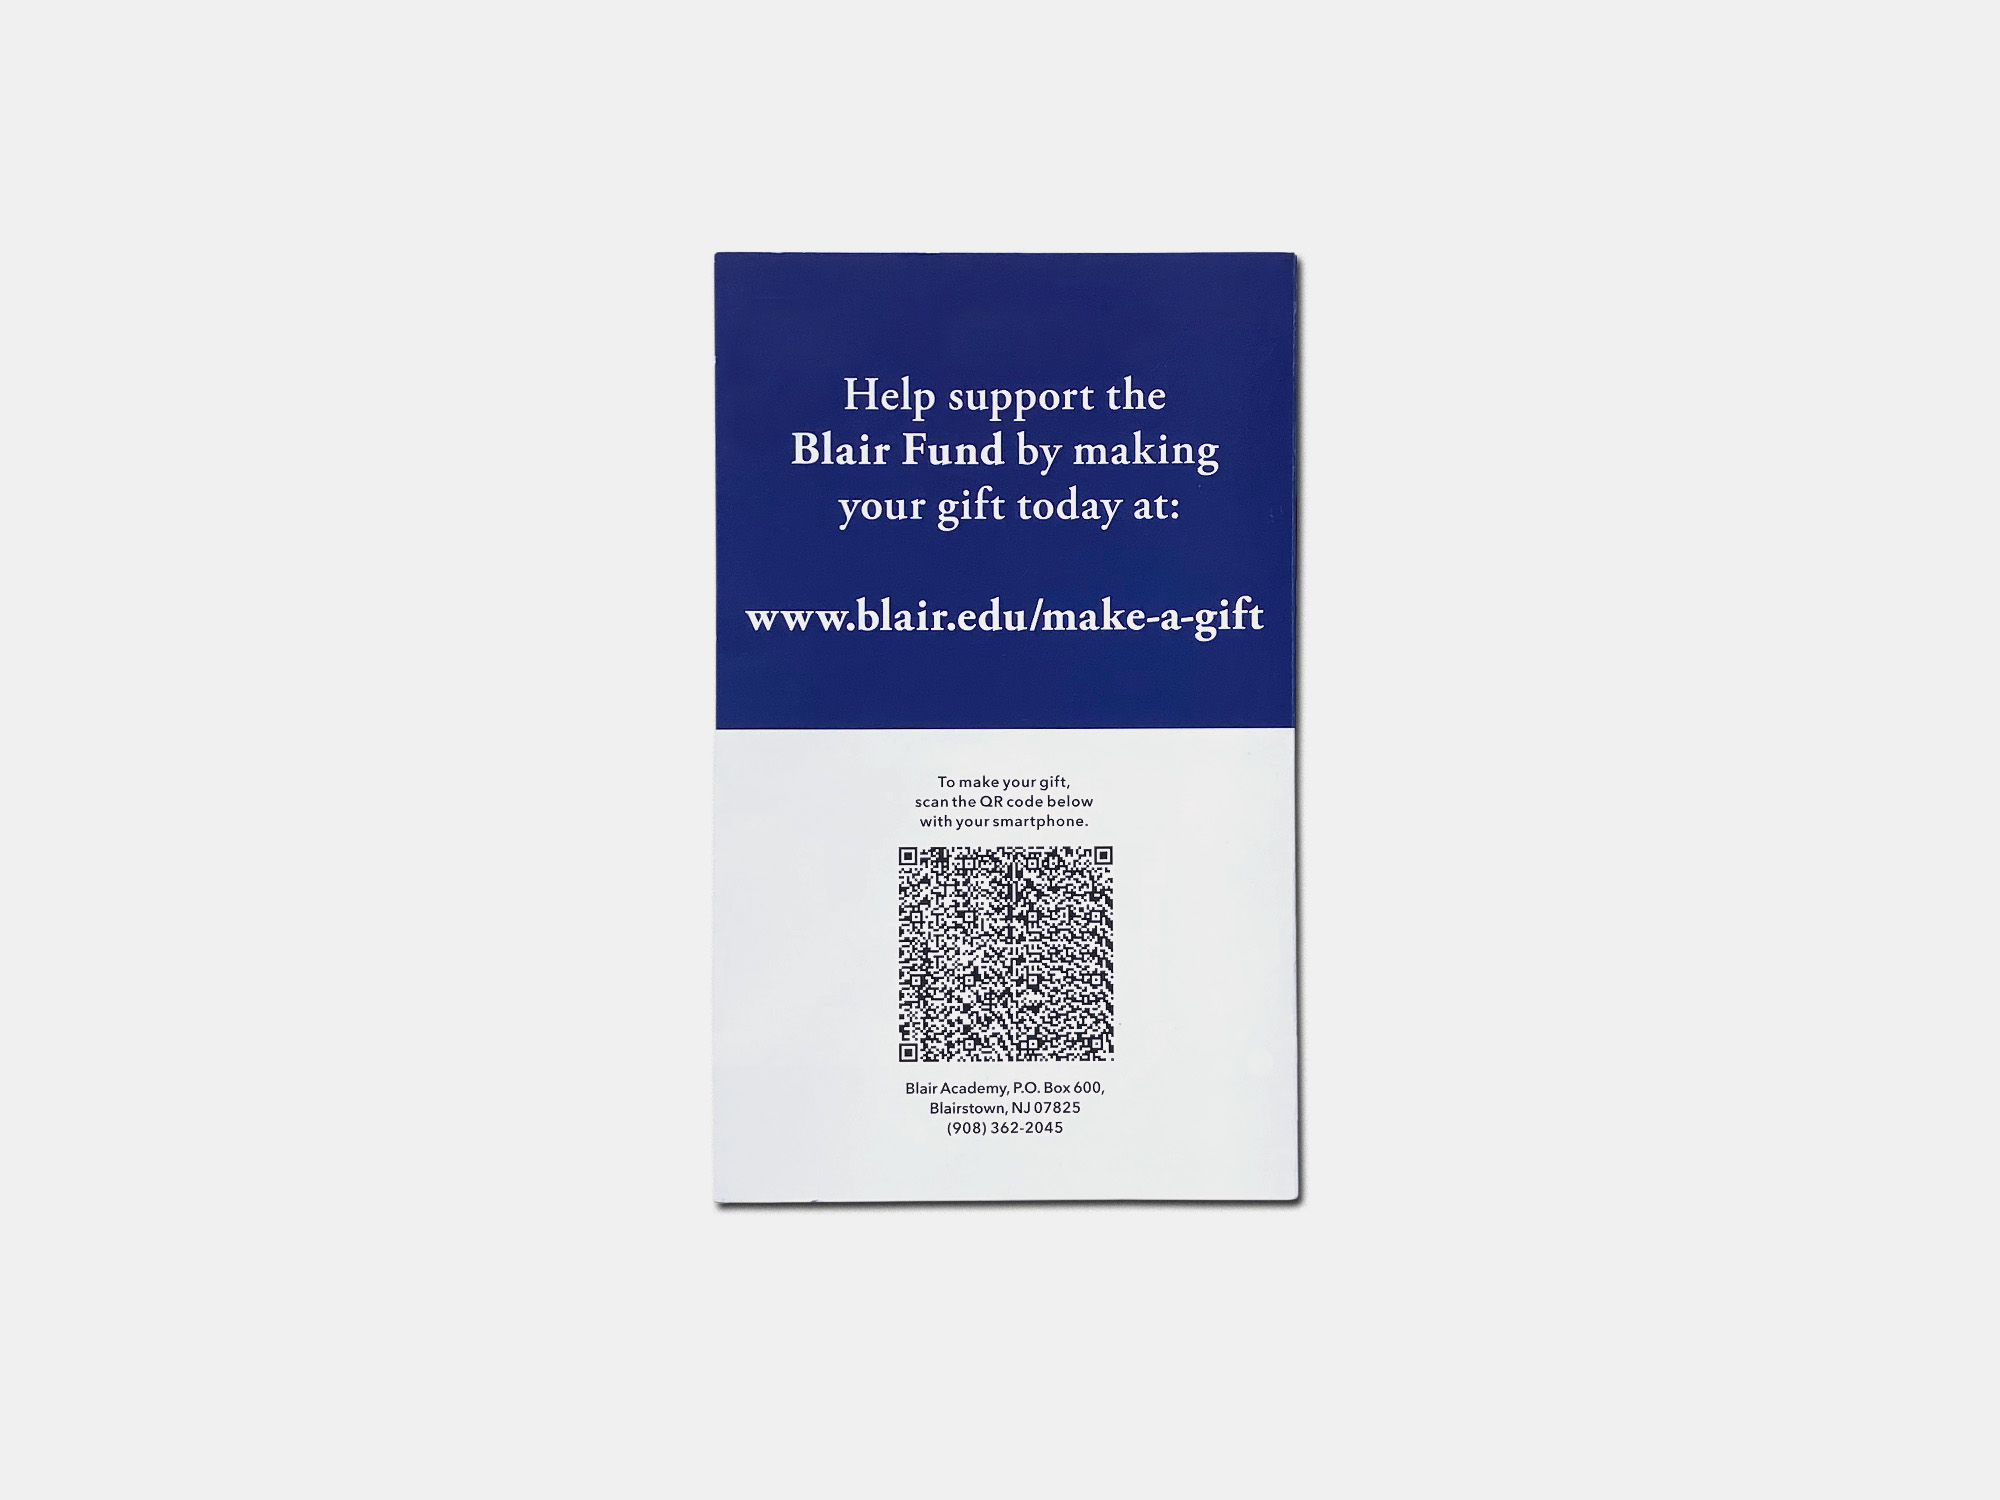 Help support the
Blair Fund by making
your gift today at:
www.blair.edu/make-a-gift
To make your gift,
scan the QR code below
with your smartphone.
Blair Academy, P.O. Box 600,
Blairstown, NJ 07825
(908) 362-2045